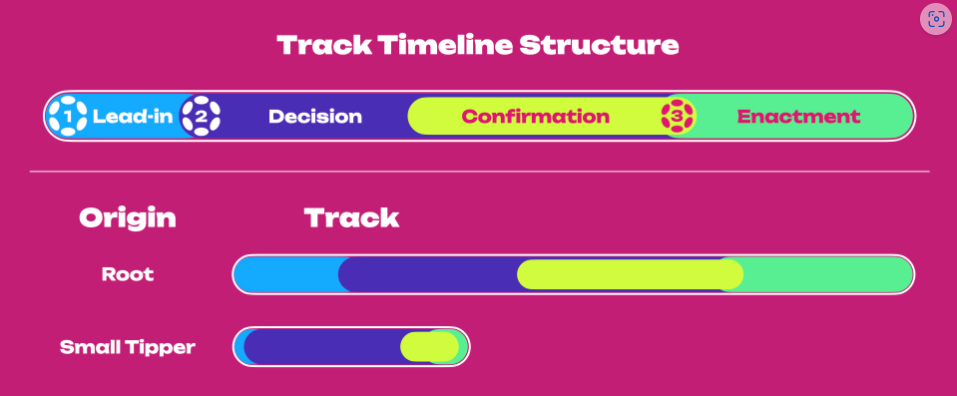 Track Timeline Structure
1 Lead-in 2 Decision Confirmation 3 Enactment
Origin Track
Root
Small Tipper